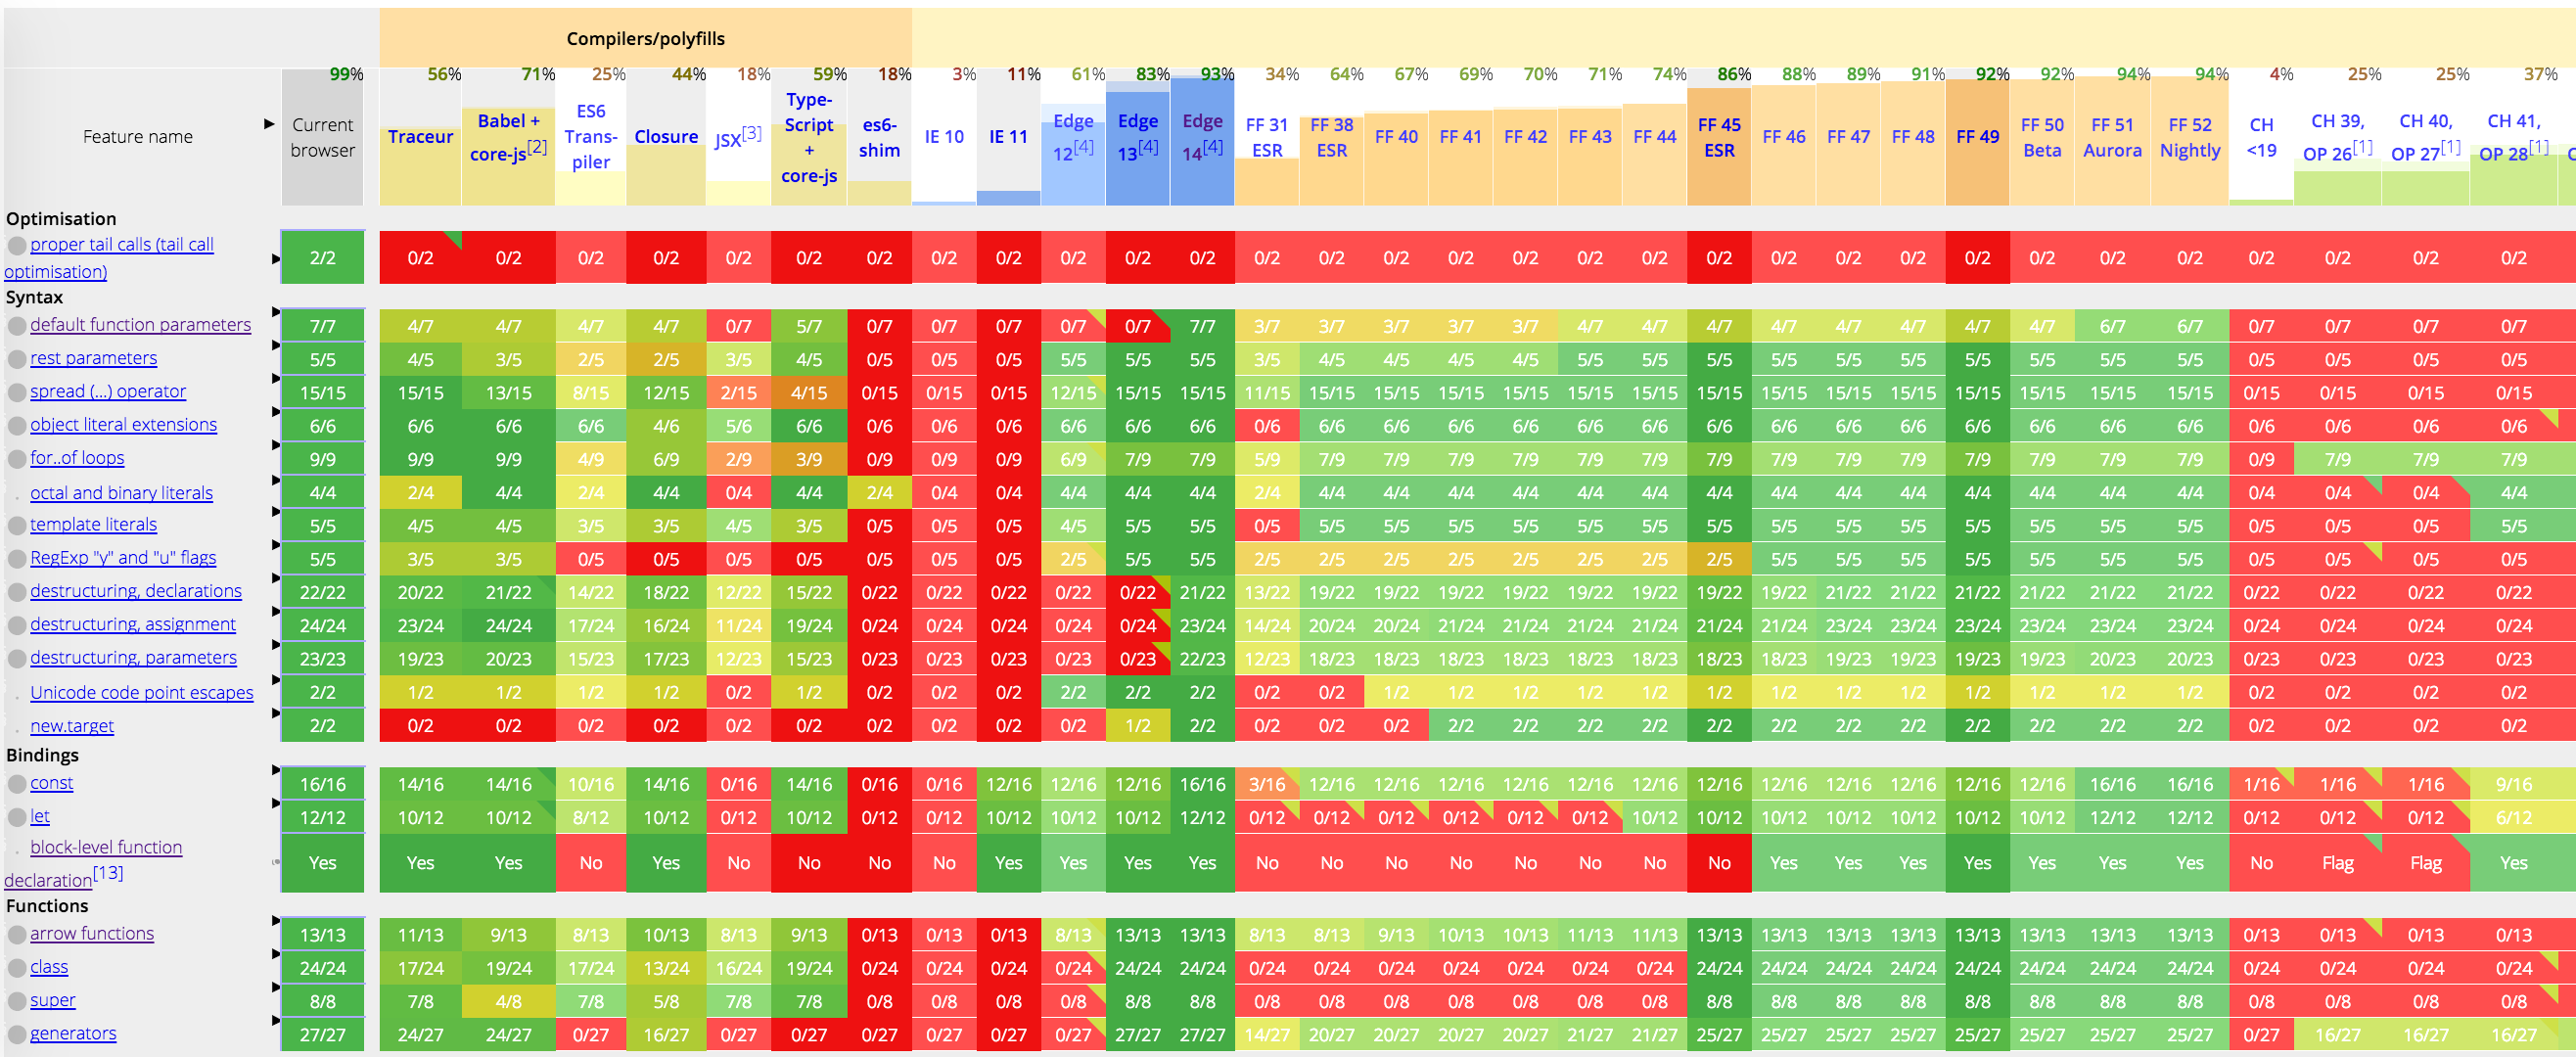 Compilers/polyfills
99% 56% 71% 25% 44% 18% 59% 18% 3% 11% 61% 83% 93% 34% 64% 67% 69% 70% 71% 74% 86% 88% 89% 91% 92% 92% 94% 94% 4% 25% 25% 37%
Feature name Current browser Traceur Babel + core-js[2] ES6 Trans-piler Closure JSX[3] Type-Script + core-js es6-shim IE 10 IE 11 Edge 12[4] Edge 13[4] Edge 14[4] FF 31 ESR FF 38 ESR FF 40 FF 41 FF 42 FF 43 FF 44 FF 45 ESR FF 46 FF 47 FF 48 FF 49 FF 50 Beta FF 51 Aurora FF 52 Nightly CH <19 CH 39, OP 26[1] CH 40, OP 27[1] CH 41, OP 28[1]
Optimisation
proper tail calls (tail call optimisation) 2/2 0/2 0/2 0/2 0/2 0/2 0/2 0/2 0/2 0/2 0/2 0/2 0/2 0/2 0/2 0/2 0/2 0/2 0/2 0/2 0/2 0/2 0/2 0/2 0/2 0/2 0/2 0/2 0/2 0/2 0/2 0/2
Syntax
default function parameters 7/7 4/7 4/7 4/7 4/7 0/7 5/7 0/7 0/7 0/7 0/7 0/7 7/7 3/7 3/7 3/7 3/7 3/7 4/7 4/7 4/7 4/7 4/7 4/7 4/7 4/7 6/7 6/7 0/7 0/7 0/7 0/7
rest parameters 5/5 4/5 3/5 2/5 2/5 3/5 4/5 0/5 0/5 0/5 5/5 5/5 5/5 3/5 4/5 4/5 4/5 4/5 5/5 5/5 5/5 5/5 5/5 5/5 5/5 5/5 5/5 5/5 0/5 0/5 0/5 0/5
spread (...) operator 15/15 15/15 13/15 8/15 12/15 2/15 4/15 0/15 0/15 0/15 12/15 15/15 15/15 11/15 15/15 15/15 15/15 15/15 15/15 15/15 15/15 15/15 15/15 15/15 15/15 15/15 15/15 15/15 0/15 0/15 0/15 0/15
object literal extensions 6/6 6/6 6/6 6/6 4/6 5/6 6/6 0/6 0/6 0/6 6/6 6/6 6/6 0/6 6/6 6/6 6/6 6/6 6/6 6/6 6/6 6/6 6/6 6/6 6/6 6/6 6/6 6/6 0/6 0/6 0/6 0/6
for..of loops 9/9 9/9 9/9 4/9 6/9 2/9 3/9 0/9 0/9 0/9 6/9 7/9 7/9 5/9 7/9 7/9 7/9 7/9 7/9 7/9 7/9 7/9 7/9 7/9 7/9 7/9 7/9 7/9 0/9 7/9 7/9 7/9
octal and binary literals 4/4 2/4 4/4 2/4 4/4 0/4 4/4 2/4 0/4 0/4 4/4 4/4 4/4 2/4 4/4 4/4 4/4 4/4 4/4 4/4 4/4 4/4 4/4 4/4 4/4 4/4 4/4 4/4 0/4 0/4 0/4 4/4
template literals 5/5 4/5 4/5 3/5 3/5 4/5 3/5 0/5 0/5 0/5 4/5 5/5 5/5 0/5 5/5 5/5 5/5 5/5 5/5 5/5 5/5 5/5 5/5 5/5 5/5 5/5 5/5 5/5 0/5 0/5 0/5 5/5
RegExp "y" and "u" flags 5/5 3/5 3/5 0/5 0/5 0/5 0/5 0/5 0/5 0/5 2/5 5/5 5/5 2/5 2/5 2/5 2/5 2/5 2/5 2/5 2/5 5/5 5/5 5/5 5/5 5/5 5/5 5/5 0/5 0/5 0/5 0/5
destructuring, declarations 22/22 20/22 21/22 14/22 18/22 12/22 15/22 0/22 0/22 0/22 0/22 0/22 21/22 13/22 19/22 19/22 19/22 19/22 19/22 19/22 19/22 19/22 21/22 21/22 21/22 21/22 21/22 21/22 0/22 0/22 0/22 0/22
destructuring, assignment 24/24 23/24 24/24 17/24 16/24 11/24 19/24 0/24 0/24 0/24 0/24 0/24 23/24 14/24 20/24 20/24 21/24 21/24 21/24 21/24 21/24 21/24 23/24 23/24 23/24 23/24 23/24 23/24 0/24 0/24 0/24 0/24
destructuring, parameters 23/23 19/23 20/23 15/23 17/23 12/23 15/23 0/23 0/23 0/23 0/23 0/23 22/23 12/23 18/23 18/23 18/23 18/23 18/23 18/23 18/23 18/23 19/23 19/23 19/23 19/23 20/23 20/23 0/23 0/23 0/23 0/23
Unicode code point escapes 2/2 1/2 1/2 1/2 1/2 0/2 1/2 0/2 0/2 0/2 2/2 2/2 2/2 0/2 0/2 1/2 1/2 1/2 1/2 1/2 1/2 1/2 1/2 1/2 1/2 1/2 1/2 1/2 0/2 0/2 0/2 0/2
new.target 2/2 0/2 0/2 0/2 0/2 0/2 0/2 0/2 0/2 0/2 0/2 1/2 2/2 0/2 0/2 0/2 2/2 2/2 2/2 2/2 2/2 2/2 2/2 2/2 2/2 2/2 2/2 2/2 0/2 0/2 0/2 0/2
Bindings
const 16/16 14/16 14/16 10/16 14/16 0/16 14/16 0/16 0/16 12/16 12/16 12/16 16/16 3/16 12/16 12/16 12/16 12/16 12/16 12/16 12/16 12/16 12/16 12/16 12/16 12/16 16/16 16/16 1/16 1/16 1/16 9/16
let 12/12 10/12 10/12 8/12 10/12 0/12 10/12 0/12 0/12 10/12 10/12 10/12 12/12 0/12 0/12 0/12 0/12 0/12 0/12 10/12 10/12 10/12 10/12 10/12 10/12 10/12 12/12 12/12 0/12 0/12 0/12 6/12
block-level function declaration[13] Yes Yes Yes No Yes No No No No Yes Yes Yes Yes No No No No No No No No Yes Yes Yes Yes Yes Yes Yes No Flag Flag Yes
Functions
arrow functions 13/13 11/13 9/13 8/13 10/13 8/13 9/13 0/13 0/13 0/13 8/13 13/13 13/13 8/13 8/13 9/13 10/13 10/13 11/13 11/13 13/13 13/13 13/13 13/13 13/13 13/13 13/13 13/13 0/13 0/13 0/13 0/13
class 24/24 17/24 19/24 17/24 13/24 16/24 19/24 0/24 0/24 0/24 0/24 24/24 24/24 0/24 0/24 0/24 0/24 0/24 0/24 0/24 24/24 24/24 24/24 24/24 24/24 24/24 24/24 24/24 0/24 0/24 0/24 0/24
super 8/8 7/8 4/8 7/8 5/8 7/8 7/8 0/8 0/8 0/8 0/8 8/8 8/8 0/8 0/8 0/8 0/8 0/8 0/8 0/8 8/8 8/8 8/8 8/8 8/8 8/8 8/8 8/8 0/8 0/8 0/8 0/8
generators 27/27 24/27 24/27 0/27 16/27 0/27 0/27 0/27 0/27 0/27 0/27 27/27 27/27 14/27 20/27 20/27 20/27 20/27 21/27 21/27 25/27 25/27 25/27 25/27 25/27 25/27 25/27 25/27 0/27 16/27 16/27 16/27